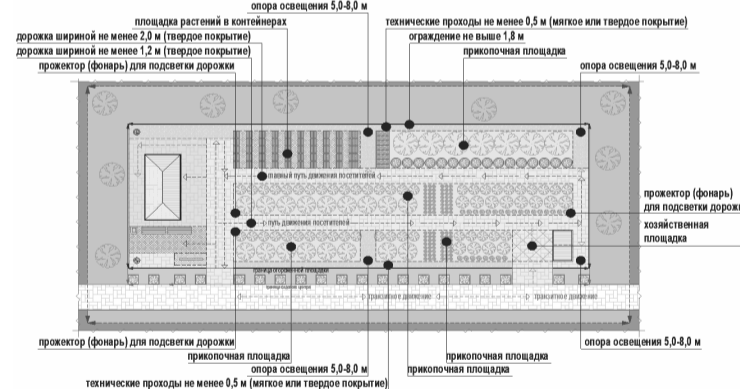 опора освещения 5,0-8,0 м
площадка растений в контейнерах
технические проходы не менее 0,5 м (мягкое или твердое покрытие)
дорожка шириной не менее 2,0 м (твердое покрытие)
ограждение не выше 1,8 м
дорожка шириной не менее 1,2 м (твердое покрытие)
прикопочная площадка
прожектор (фонарь) для подсветки дорожки
опора освещения 5,0-8,0 м
главный путь движения посетителей
прожектор (фонарь)
для подсветки дорожки
путь движения посетителей
хозяйственная
площадка
граница огороженной площадки
транзитное движение
транзитное движение
прожектор (фонарь) для подсветки дорожки
опора освещения 5,0-8,0 м
прикопочная площадка
прикопочная площадка
опора освещения 5,0-8,0 м
прикопочная площадка
технические проходы не менее 0,5 м (мягкое или твердое покрытие)